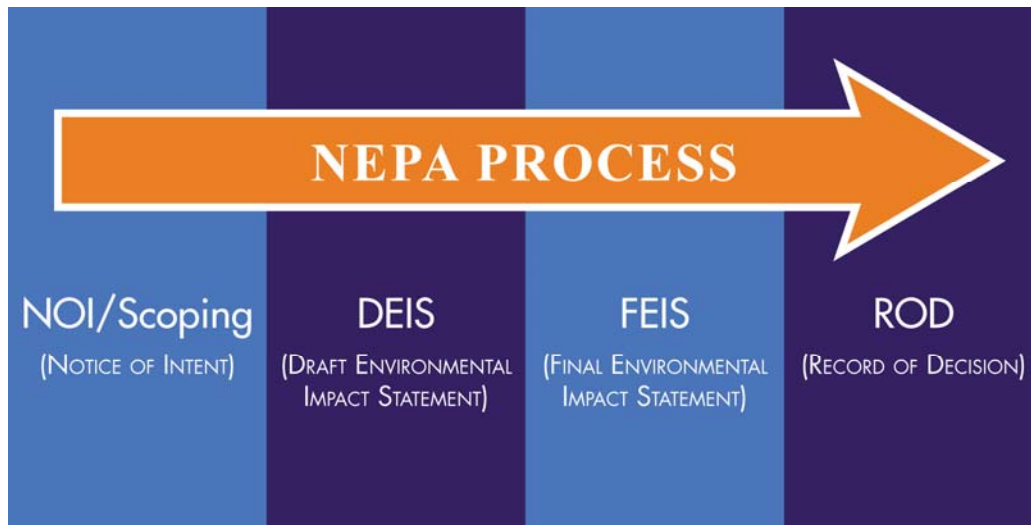 NEPA PROCESS
NOI/Scoping
(Notice of Intent)
DEIS
(Draft Environmental
Impact Statement)
FEIS
(Final Environmental
Impact Statement)
ROD
(Record of Decision)